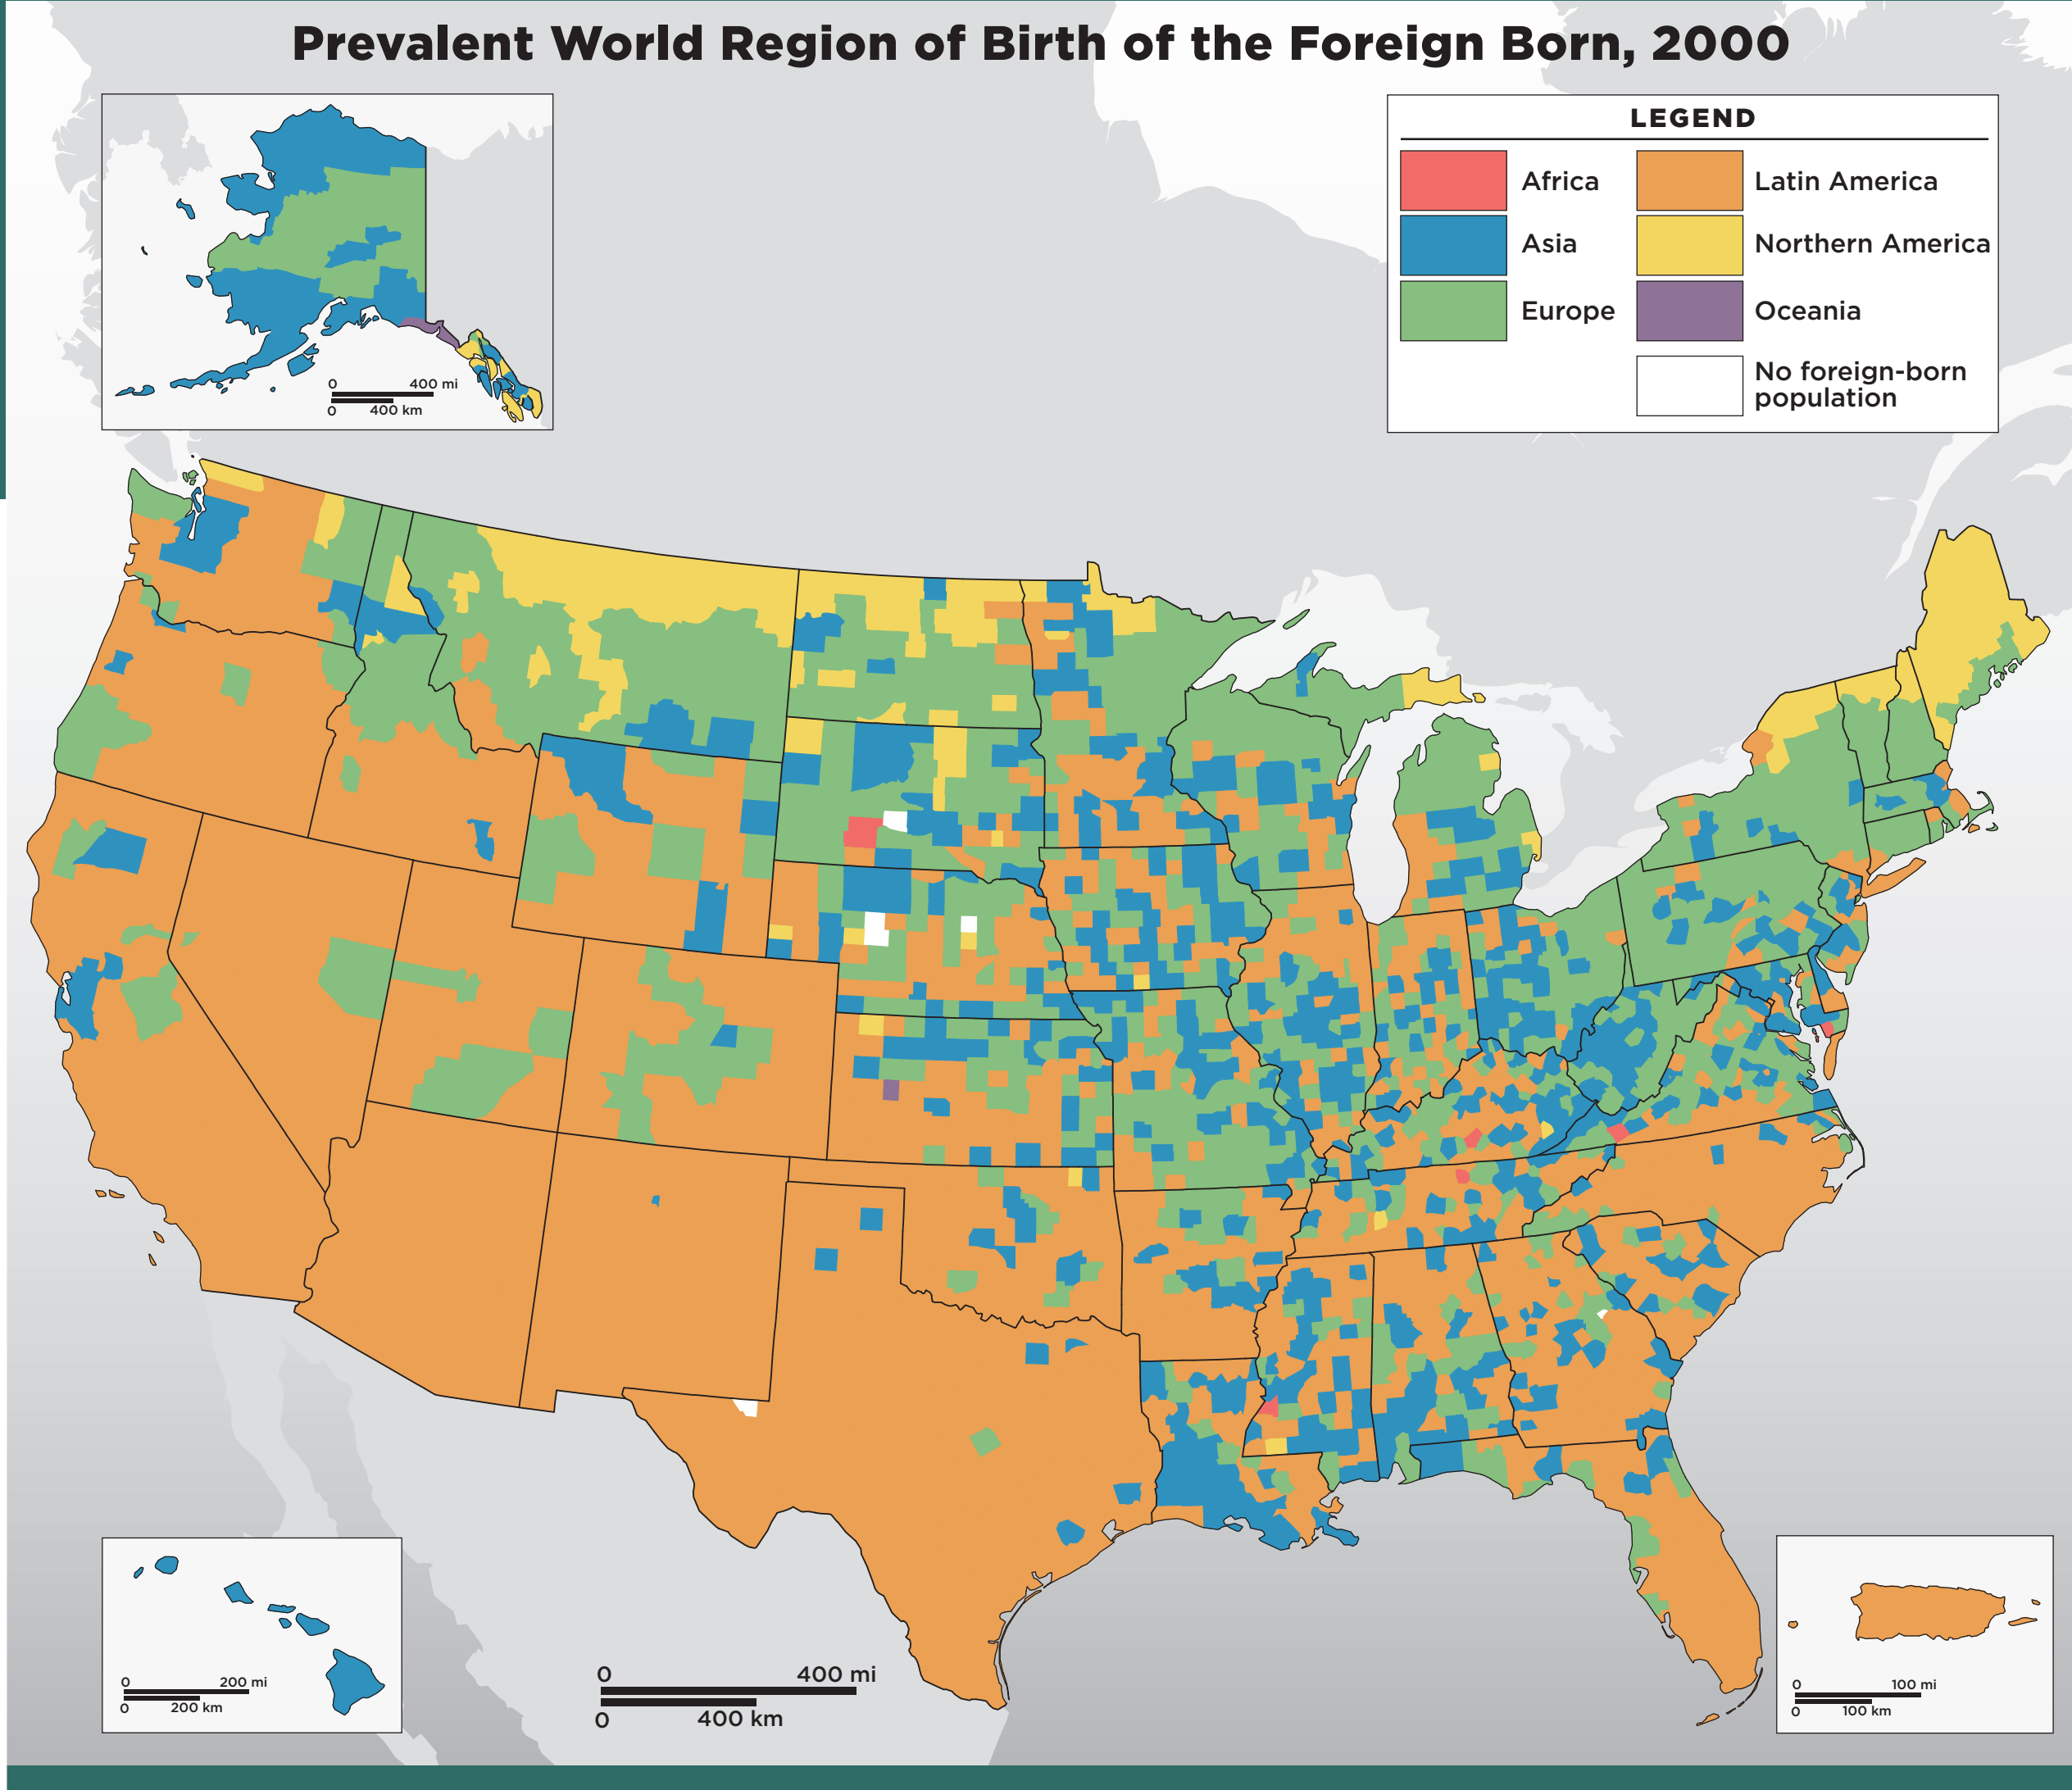 Prevalent World Region of Birth of the Foreign Born, 2000
LEGEND
Africa
Latin America
Asia
Northern America
Europe
Oceania
No foreign-born
population
0 400 mi
0 400 km
0 200 mi
0 200 km
0 400 mi
0 400 km
0 100 mi
0 100 km